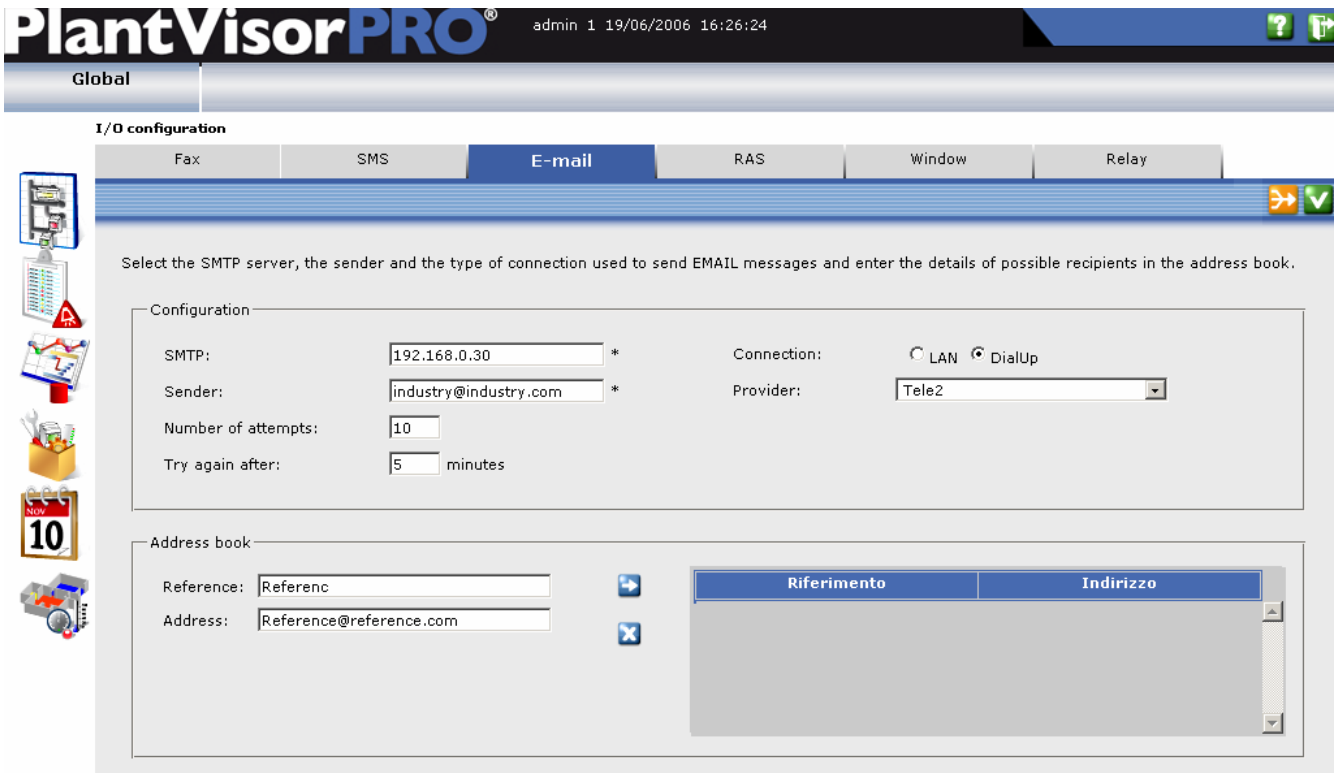 PlantVisorPRO® admin 1 19/06/2006 16:26:24
Global
I/O configuration
Fax SMS E-mail RAS Window Relay
Select the SMTP server, the sender and the type of connection used to send EMAIL messages and enter the details of possible recipients in the address book.
Configuration
SMTP: 192.168.0.30 * Connection: LAN DialUp
Sender: industry@industry.com * Provider: Tele2
Number of attempts: 10
Try again after: 5 minutes
NOV
10
Address book
Reference: Referenc Riferimento Indirizzo
Address: Reference@reference.com